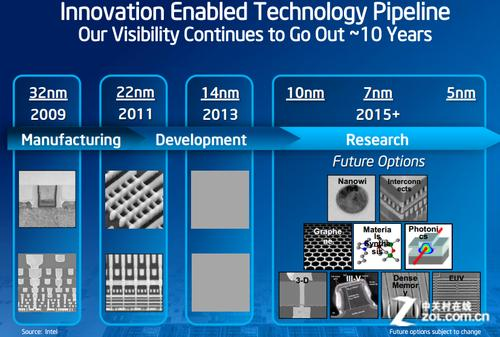 Innovation Enabled Technology Pipeline
Our Visibility Continues to Go Out ~10 Years
32nm
2009
22nm
2011
14nm
2013
10nm 7nm 5nm
2015+
Manufacturing Development Research
Future Options
Nanowi
res
Interconn
ects
Graphe
ne
Materia
ls
Synthe
sis
Photoni
cs
3-D
III-V
Dense
Memor
y
EUV
Source: Intel
中关村在线
zol.com.cn
Future options subject to change